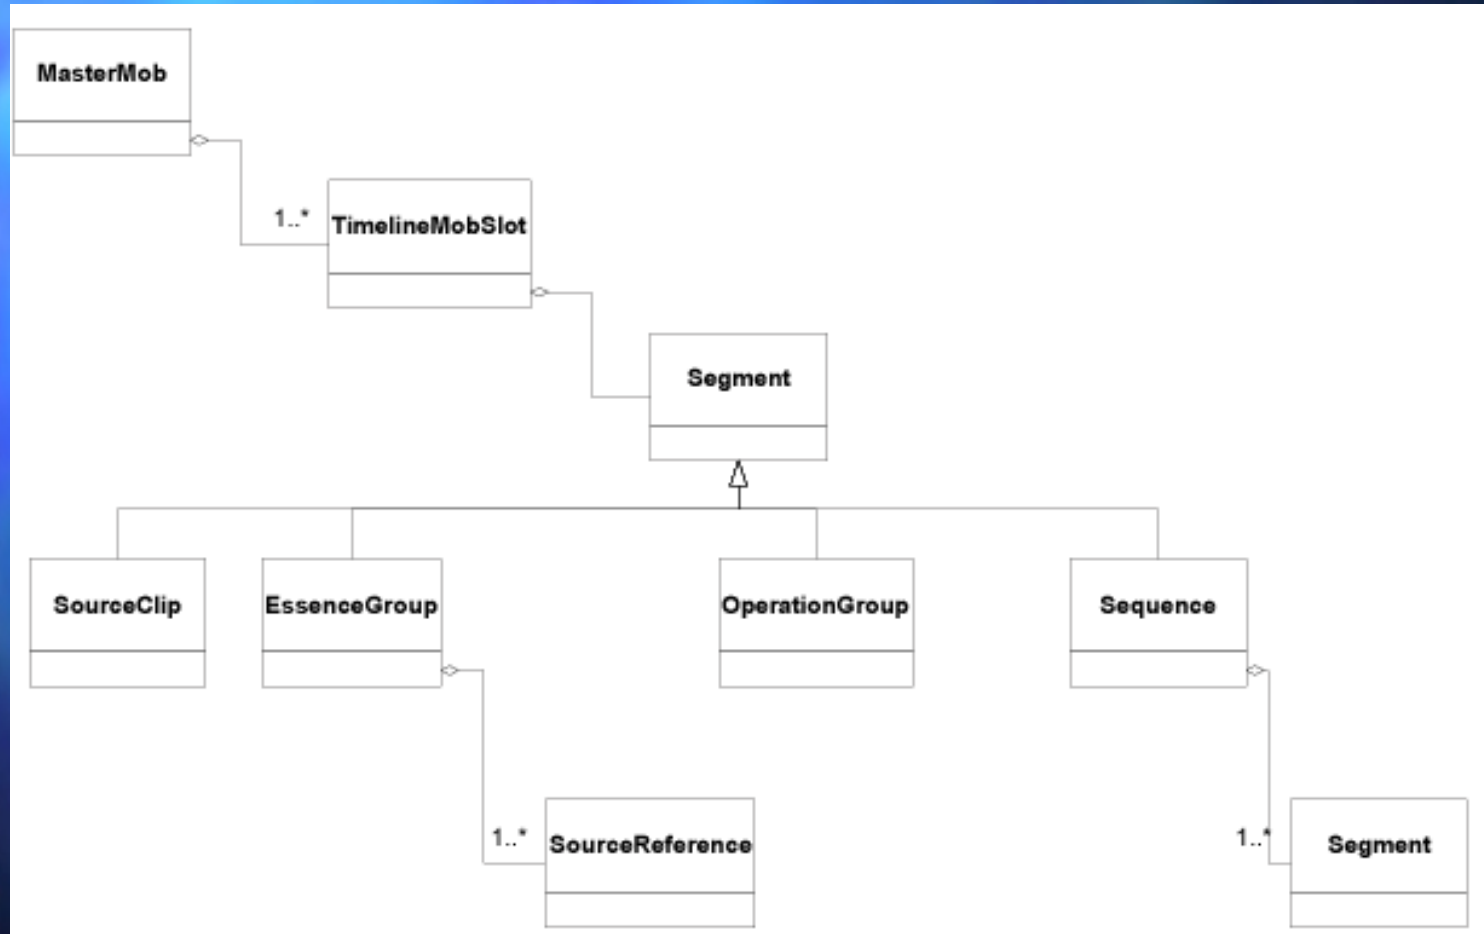 MasterMob
1..*
TimelineMobSlot
Segment
SourceClip
EssenceGroup
OperationGroup
Sequence
1..*
SourceReference
1..*
Segment